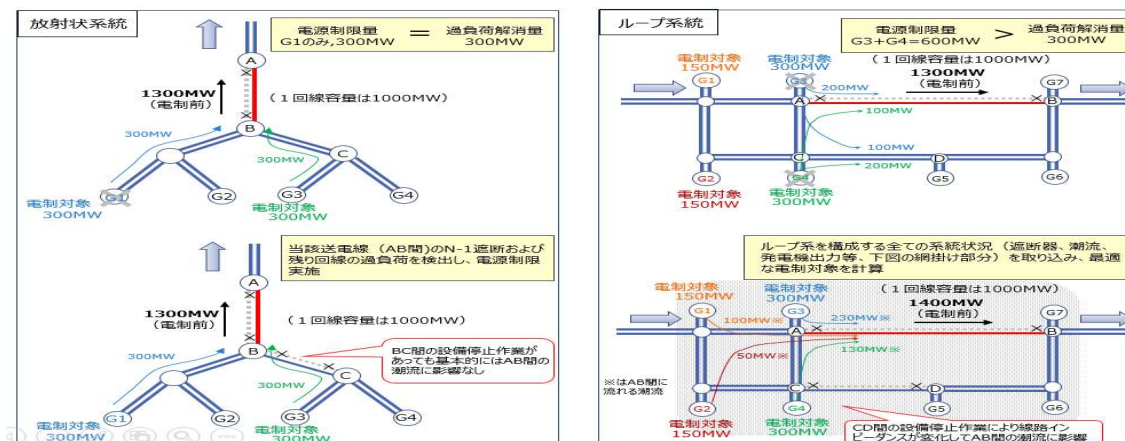 放射状系統
電源制限量
G1のみ,300MW
=
過負荷解消量
300MW
A
1300MW
(電制前)
(１回線容量は1000MW)
B
300MW
300MW
C
G1
G2
G3
G4
電制対象
300MW
電制対象
300MW
当該送電線（AB間)のN-1遮断および
残り回線の過負荷を検出し、電源制限
実施
A
1300MW
(電制前)
(１回線容量は1000MW)
B
BC間の設備停止作業が
あっても基本的にはAB間の
潮流に影響なし
300MW
300MW
C
G1
G2
G3
G4
電制対象
300MW
電制対象
300MW
ループ系統
電源制限量
G3+G4=600MW
>
過負荷解消量
300MW
電制対象
150MW
電制対象
300MW
(１回線容量は1000MW)
1300MW
(電制前)
G1
G3
G7
200MW
A
B
100MW
100MW
C
D
200MW
G2
G4
G5
G6
電制対象
150MW
電制対象
300MW
ループ系を構成する全ての系統状況（遮断器、潮流、
発電機出力等、下図の網掛け部分）を取り込み、最適
な電制対象を計算
電制対象
150MW
電制対象
300MW
(１回線容量は1000MW)
1400MW
(電制前)
G1
G3
G7
100MW※
230MW※
A
B
50MW※
130MW※
※はAB間に
流れる潮流
C
D
G2
G4
G5
G6
電制対象
150MW
電制対象
300MW
CD間の設備停止作業により線路イン
ピーダンスが変化してAB間の潮流に影響